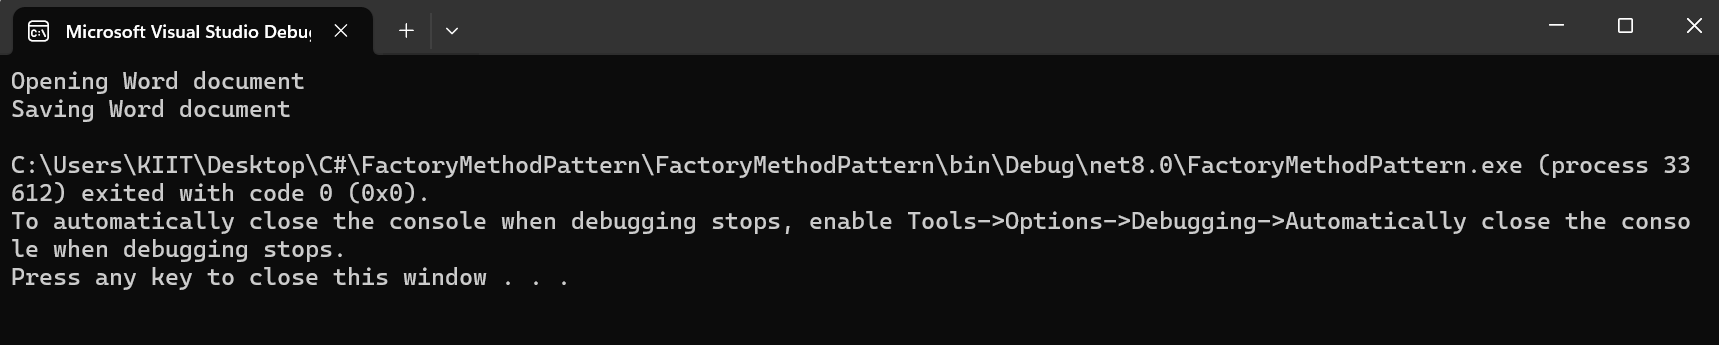 Microsoft Visual Studio Debug
Opening Word document
Saving Word document
C:\Users\KIIT\Desktop\C#\FactoryMethodPattern\FactoryMethodPattern\bin\Debug\net8.0\FactoryMethodPattern.exe (process 33
612) exited with code 0 (0x0).
To automatically close the console when debugging stops, enable Tools->Options->Debugging->Automatically close the conso
le when debugging stops.
Press any key to close this window . . .